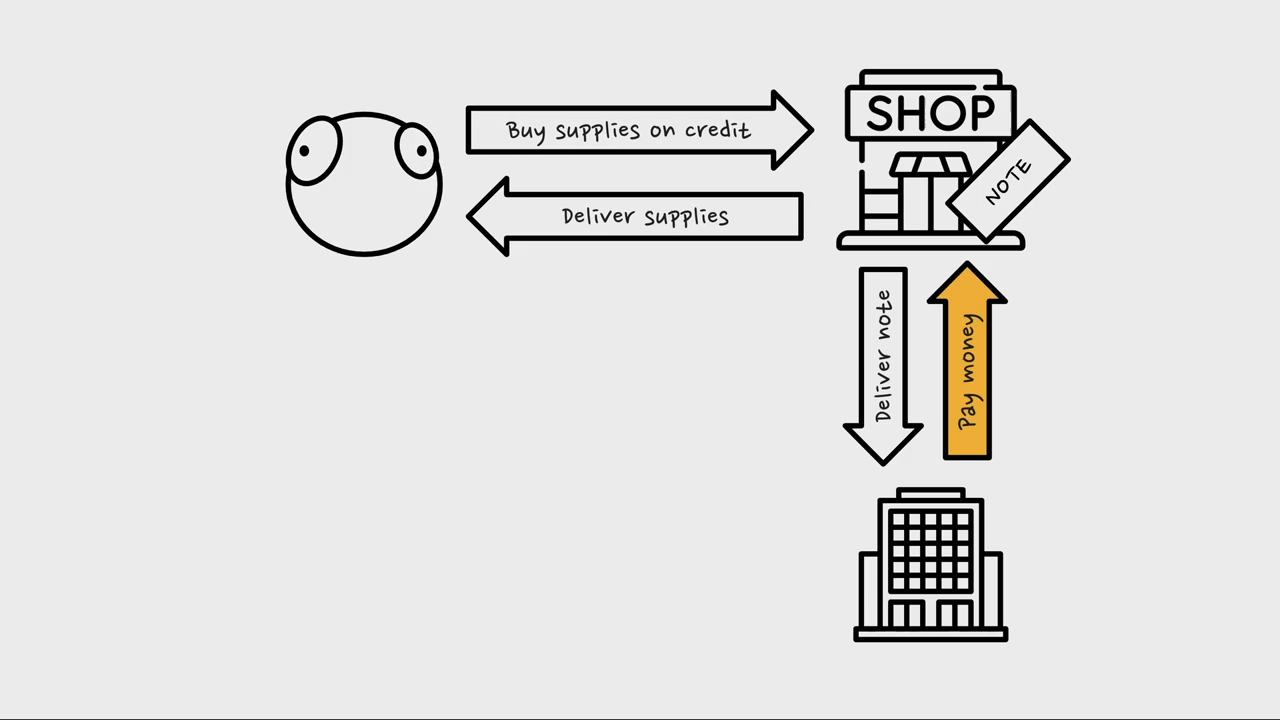 Buy supplies on credit
SHOP
NOTE
Deliver supplies
Deliver note
Pay money